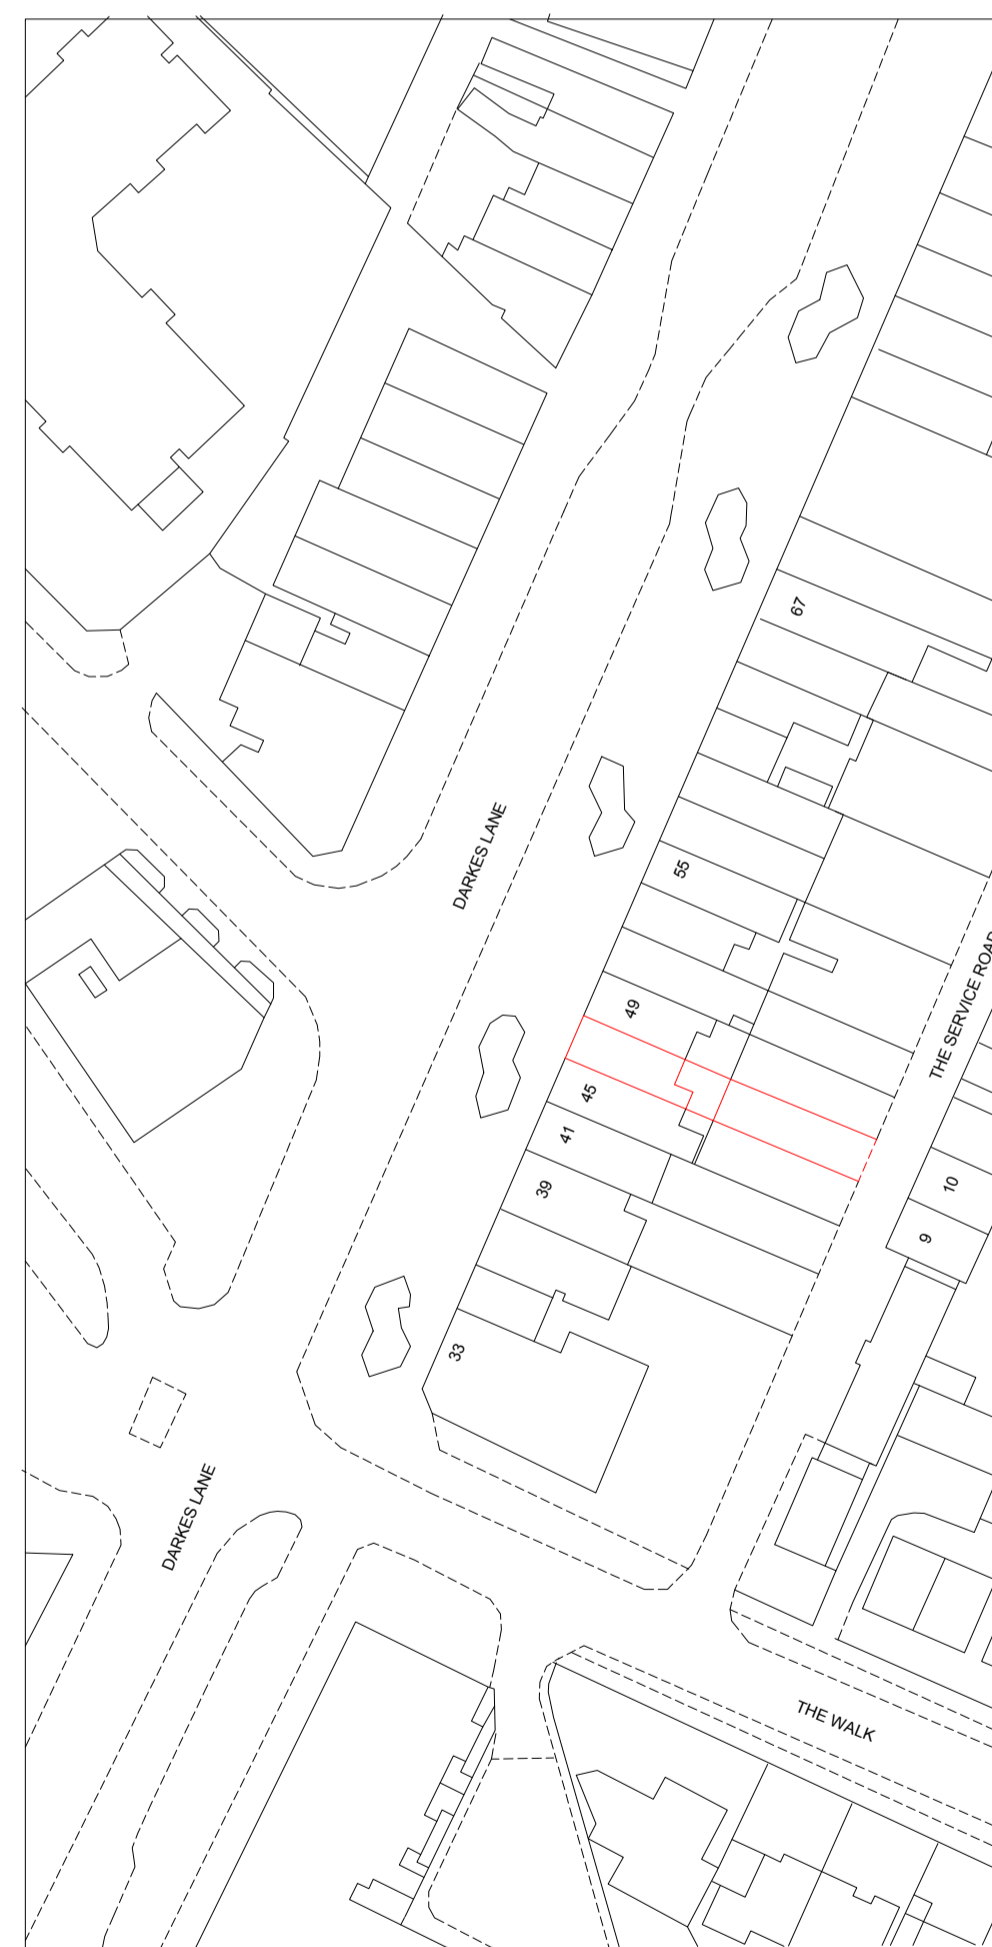 67
DARKES LANE
55
THE SERVICE ROAD
49
45
41
39
10
9
33
DARKES LANE
THE WALK